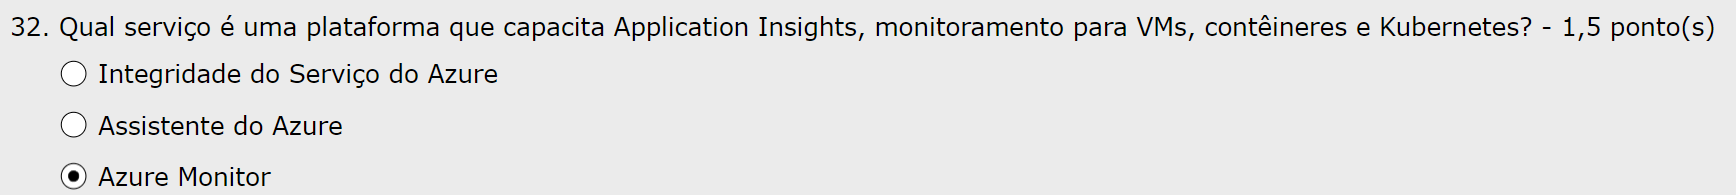 32. Qual serviço é uma plataforma que capacita Application Insights, monitoramento para VMs, contêineres e Kubernetes? - 1,5 ponto(s)
Integridade do Serviço do Azure
Assistente do Azure
Azure Monitor